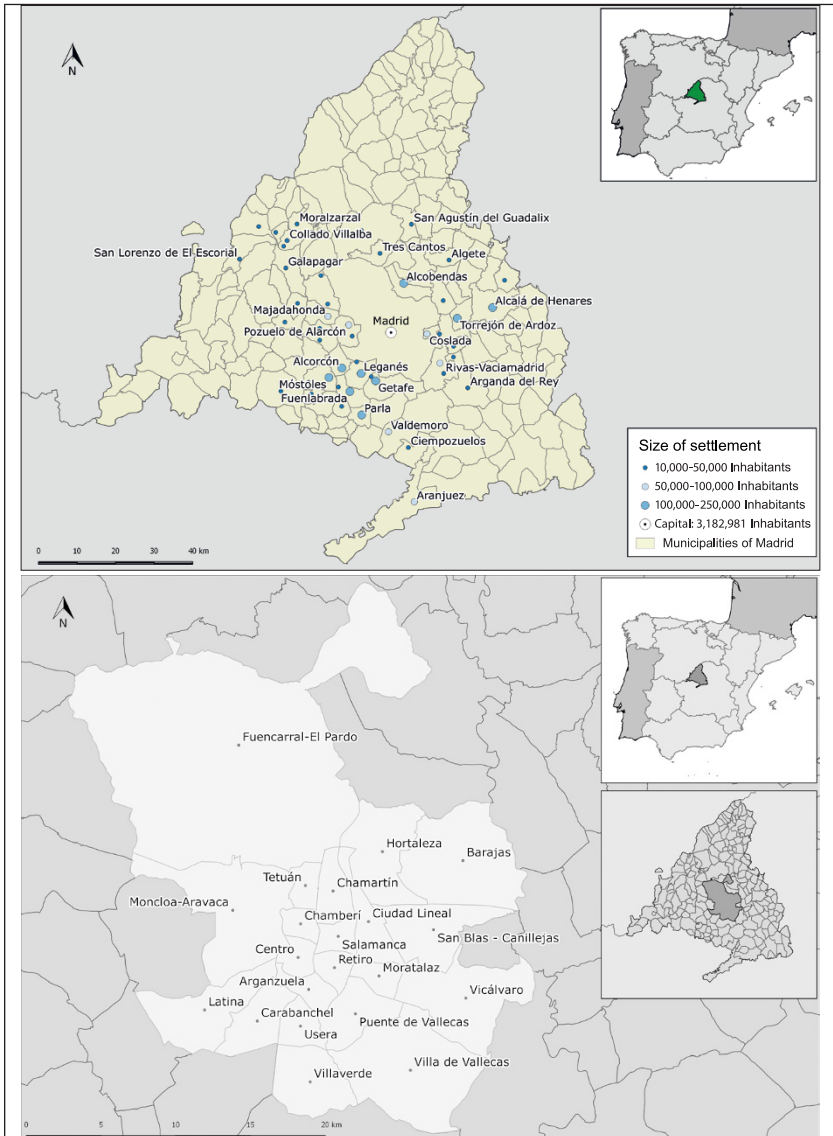 N
Moralzarzal
San Agustín del Guadalix
Collado Villalba
San Lorenzo de El Escorial
Tres Cantos
Algete
Galapagar
Alcobendas
Alcalá de Henares
Majadahonda
Madrid
Torrejón de Ardoz
Pozuelo de Alarcón
Coslada
Alcorcón
Leganés
Rivas-Vaciamadrid
Móstoles
Getafe
Arganda del Rey
Fuenlabrada
Parla
Valdemoro
Ciempozuelos
Aranjuez
Size of settlement
10,000-50,000 Inhabitants
50,000-100,000 Inhabitants
100,000-250,000 Inhabitants
Capital: 3,182,981 Inhabitants
Municipalities of Madrid
0 10 20 30 40 km
N
Fuencarral-El Pardo
Hortaleza
Barajas
Tetuán
Chamartín
Moncloa-Aravaca
Chamberí
Ciudad Lineal
San Blas - Canillejas
Salamanca
Centro
Retiro
Moratalaz
Arganzuela
Vicálvaro
Latina
Carabanchel
Puente de Vallecas
Usera
Villa de Vallecas
Villaverde
0 5 10 15 20 km